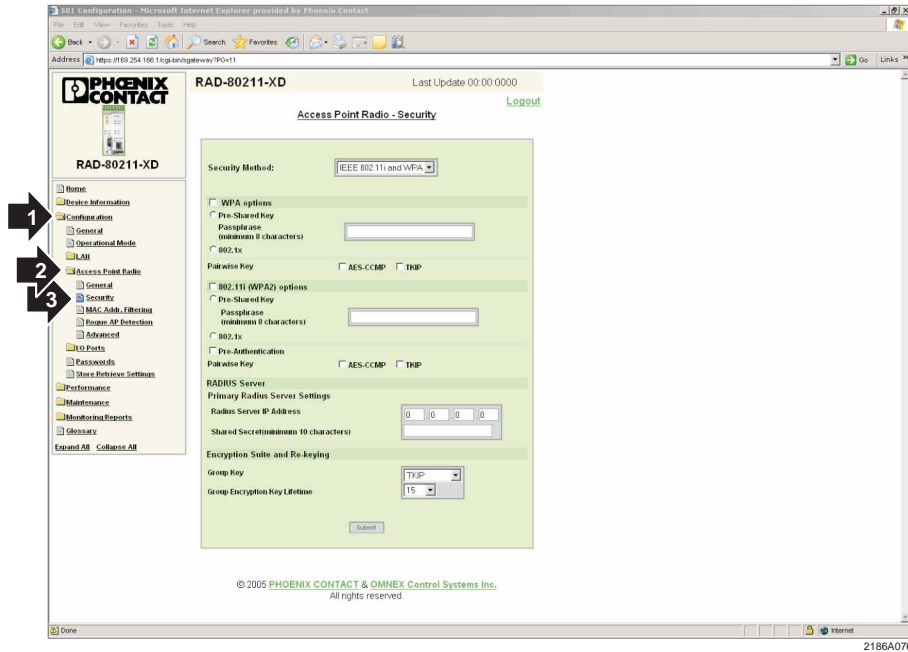 501 Configuration - Microsoft Internet Explorer provided by Phoenix Contact
File Edit View Favorites Tools Help
Back Search Favorites
Address https://169.254.166.1/cgi-bin/sgateway?PG=11 Go Links »
PHŒNIX CONTACT
RAD-80211-XD
RAD-80211-XD Last Update 00:00:0000
Logout
Access Point Radio - Security
Home
Device Information
1 Configuration
General
Operational Mode
LAN
2 Access Point Radio
General
3 Security
MAC Addr. Filtering
Rogue AP Detection
Advanced
I/O Ports
Passwords
Store Retrieve Settings
Performance
Maintenance
Monitoring Reports
Glossary
Expand All Collapse All
Security Method: IEEE 802.11i and WPA
WPA options
Pre-Shared Key
Passphrase
(minimum 8 characters)
802.1x
Pairwise Key AES-CCMP TKIP
802.11i (WPA2) options
Pre-Shared Key
Passphrase
(minimum 8 characters)
802.1x
Pre-Authentication
Pairwise Key AES-CCMP TKIP
RADIUS Server
Primary Radius Server Settings
Radius Server IP Address 0 0 0 0
Shared Secret(minimum 10 characters)
Encryption Suite and Re-keying
Group Key TKIP
Group Encryption Key Lifetime 15
Submit
© 2005 PHOENIX CONTACT & OMNEX Control Systems Inc.
All rights reserved.
Done Internet
2186A076